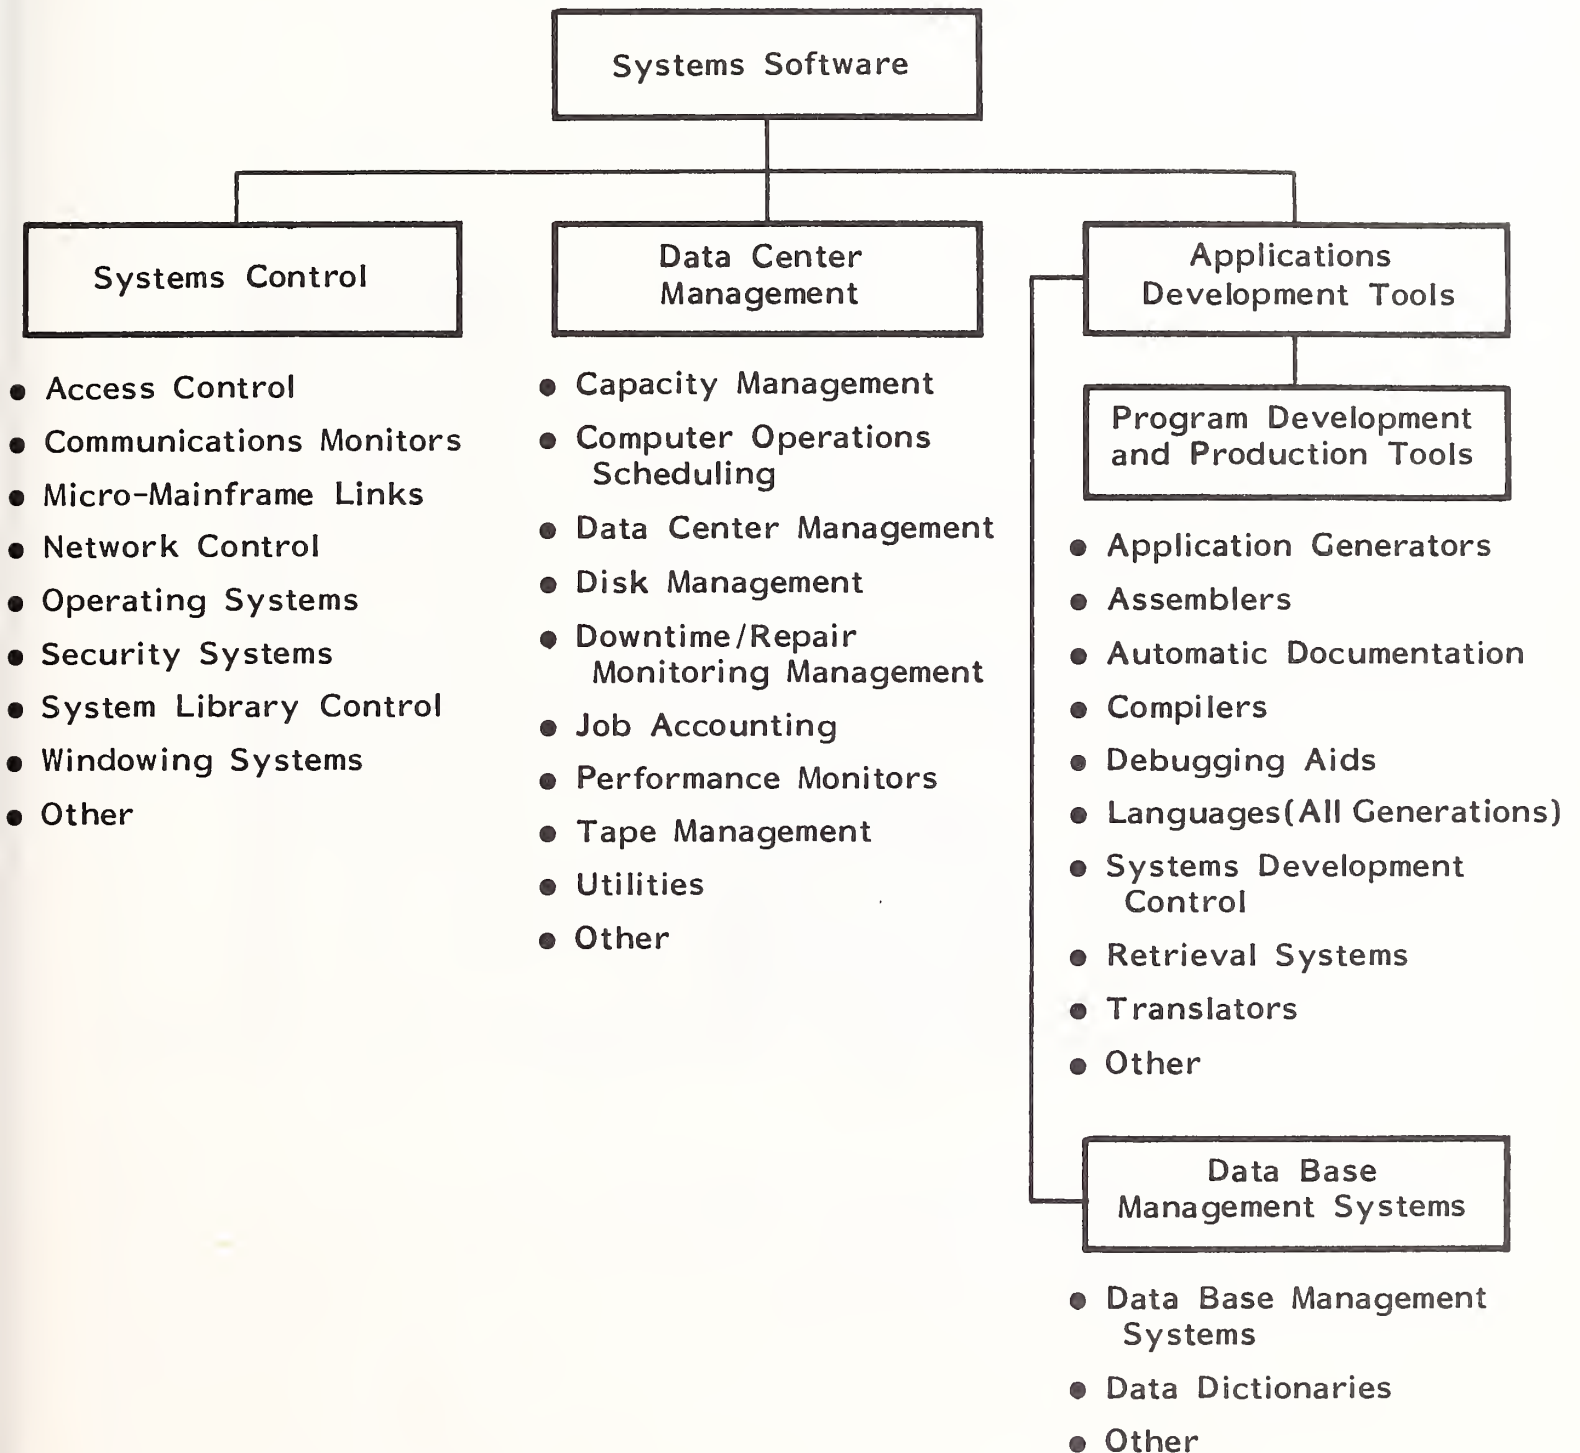 Systems Software
Systems Control
● Access Control
● Communications Monitors
● Micro-Mainframe Links
● Network Control
● Operating Systems
● Security Systems
● System Library Control
● Windowing Systems
● Other
Data Center
Management
● Capacity Management
● Computer Operations
Scheduling
● Data Center Management
● Disk Management
● Downtime/Repair
Monitoring Management
● Job Accounting
● Performance Monitors
● Tape Management
● Utilities
● Other
Applications
Development Tools
Program Development
and Production Tools
● Application Generators
● Assemblers
● Automatic Documentation
● Compilers
● Debugging Aids
● Languages(All Generations)
● Systems Development
Control
● Retrieval Systems
● Translators
● Other
Data Base
Management Systems
● Data Base Management
Systems
● Data Dictionaries
● Other